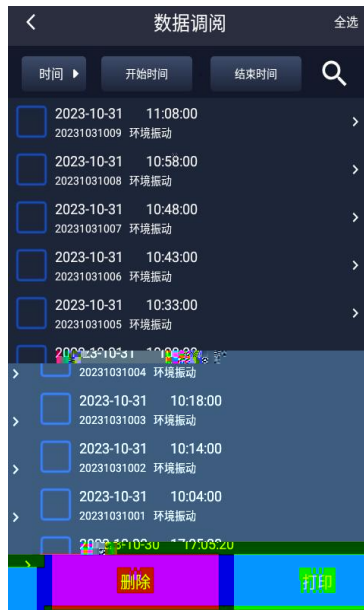 数据调阅 全选
时间 开始时间 结束时间
2023-10-31 11:08:00
20231031009 环境振动
2023-10-31 10:58:00
20231031008 环境振动
2023-10-31 10:48:00
20231031007 环境振动
2023-10-31 10:43:00
20231031006 环境振动
2023-10-31 10:33:00
20231031005 环境振动
20231031004 环境振动
2023-10-31 10:18:00
20231031003 环境振动
2023-10-31 10:14:00
20231031002 环境振动
2023-10-31 10:04:00
20231031001 环境振动
删除 打印